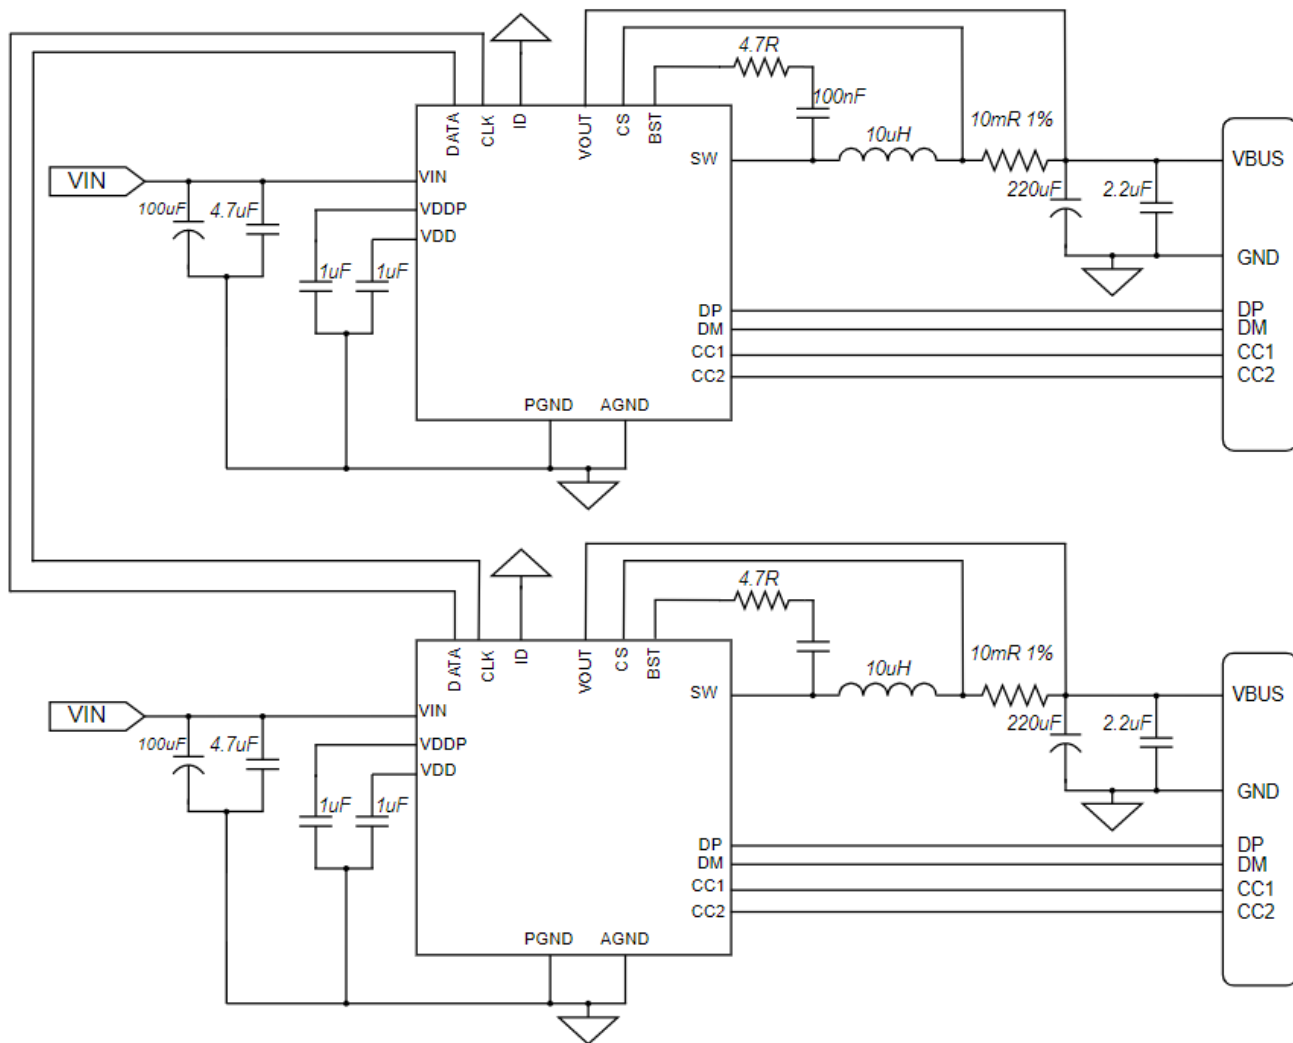 4.7R
100nF
10uH
10mR 1%
DATA
CLK
ID
VOUT
CS
BST
SW
VIN
VIN
VDDP
VDD
100uF
4.7uF
1uF
1uF
220uF
2.2uF
VBUS
GND
DP
DM
CC1
CC2
DP
DM
CC1
CC2
PGND
AGND
4.7R
10uH
10mR 1%
DATA
CLK
ID
VOUT
CS
BST
SW
VIN
VIN
VDDP
VDD
100uF
4.7uF
1uF
1uF
220uF
2.2uF
VBUS
GND
DP
DM
CC1
CC2
DP
DM
CC1
CC2
PGND
AGND